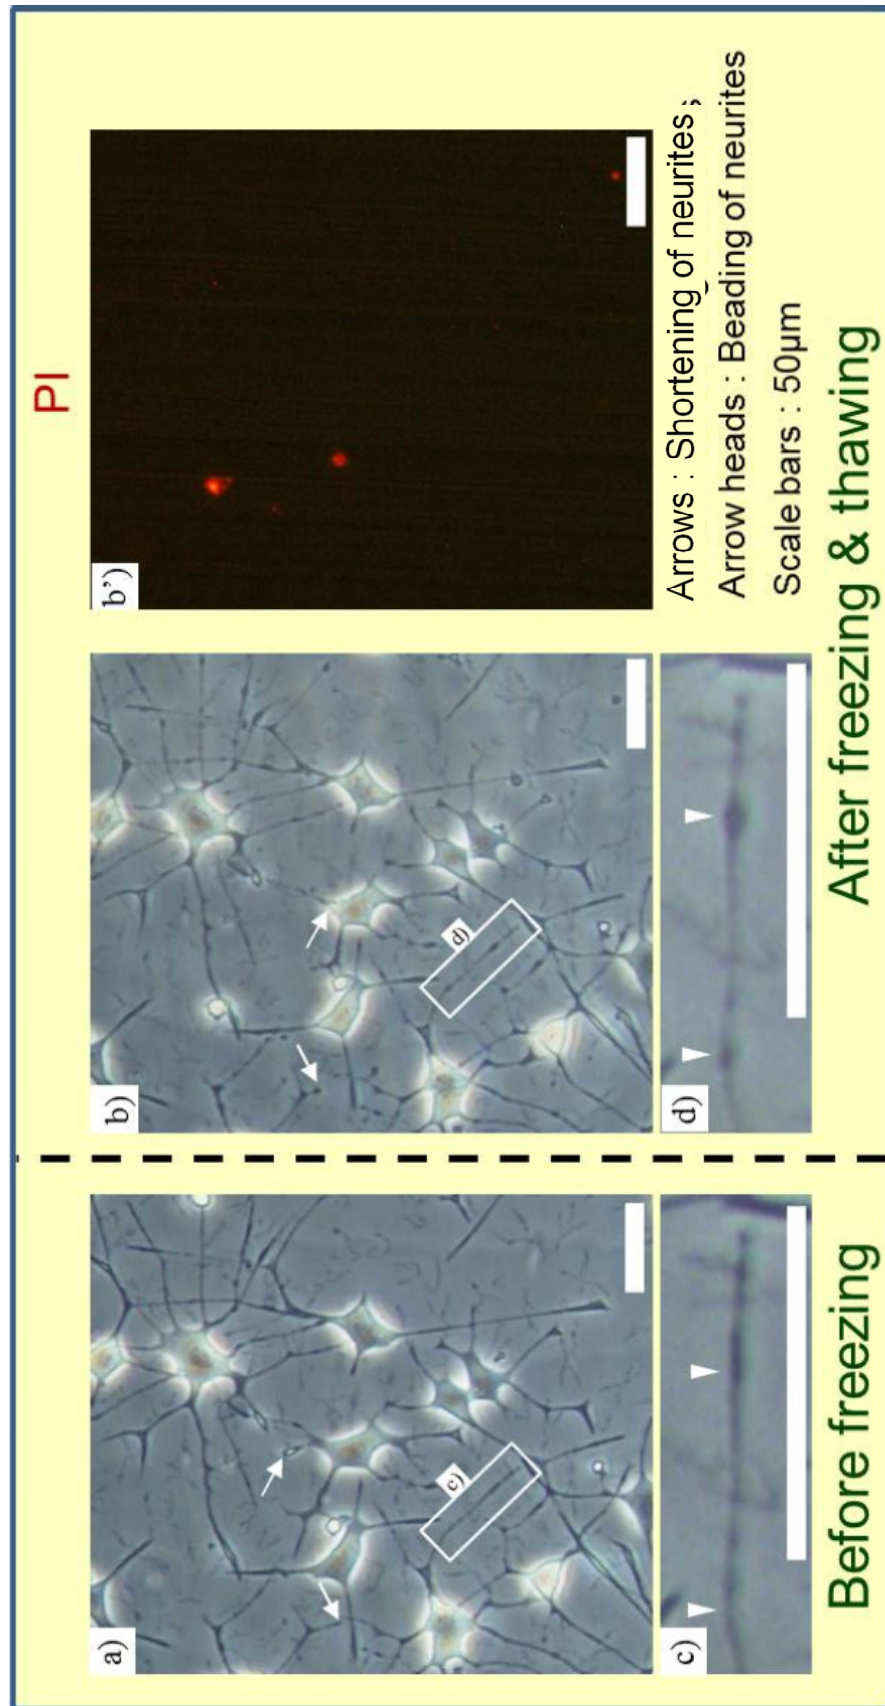 PI
a)
b)
b')
c)
d)
c)
d)
Arrows : Shortening of neurites
Arrow heads : Beading of neurites
Scale bars : 50µm
Before freezing
After freezing & thawing